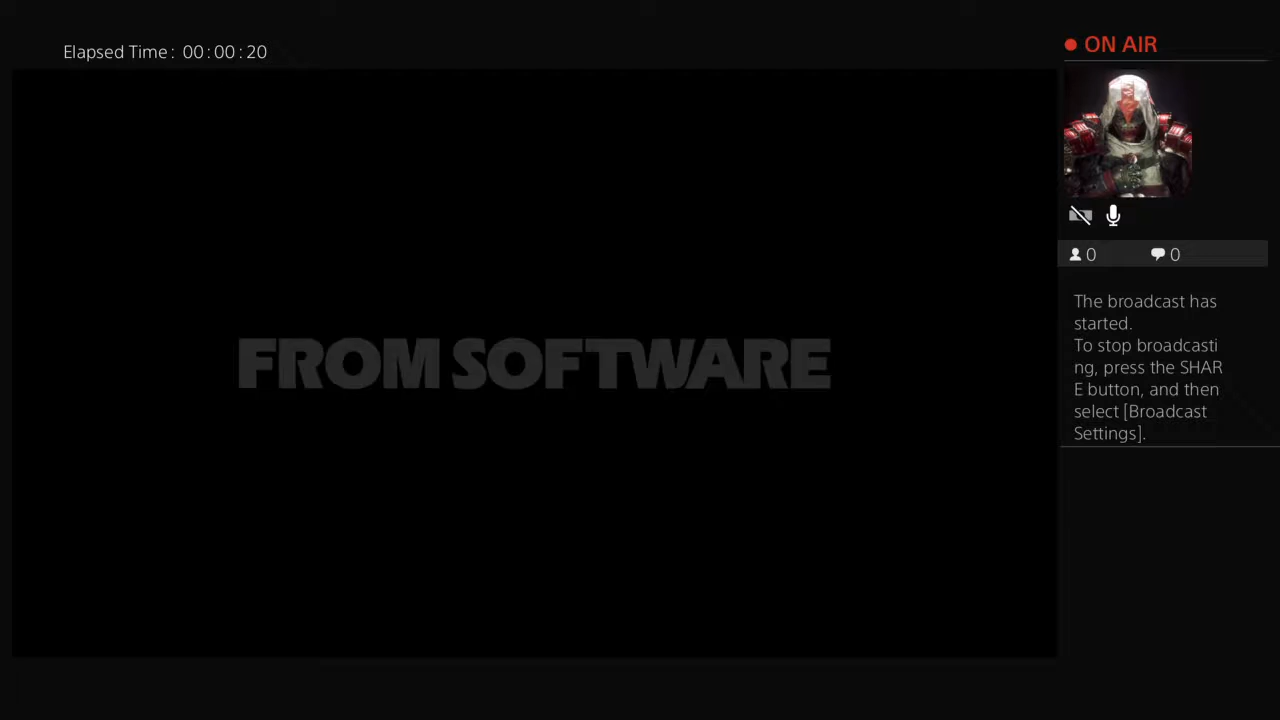 Elapsed Time: 00:00:20
ON AIR
0 0
FROM SOFTWARE
The broadcast has
started.
To stop broadcasti
ng, press the SHAR
E button, and then
select [Broadcast
Settings].